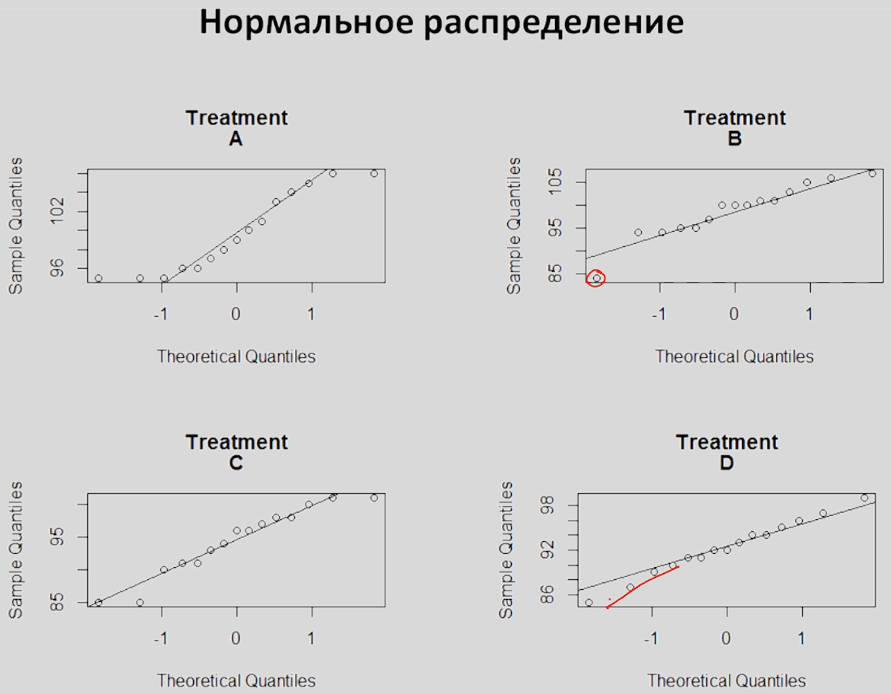 Нормальное распределение
Treatment
A
Sample Quantiles
102
96
-1 0 1
Theoretical Quantiles
Treatment
B
Sample Quantiles
105
95
85
-1 0 1
Theoretical Quantiles
Treatment
C
Sample Quantiles
95
85
-1 0 1
Theoretical Quantiles
Treatment
D
Sample Quantiles
98
92
86
-1 0 1
Theoretical Quantiles